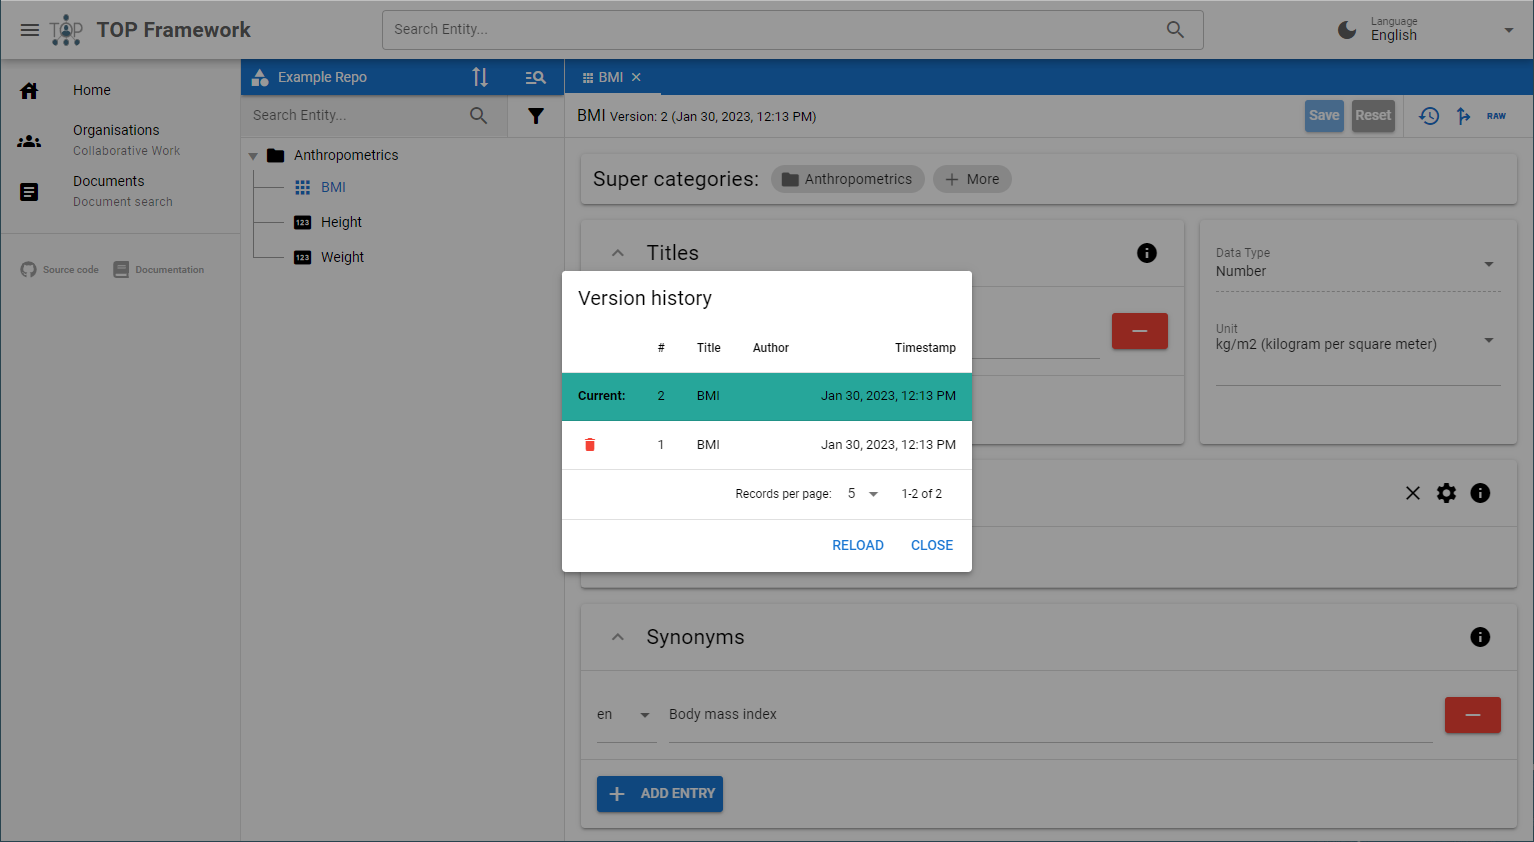 TOP TOP Framework
Search Entity...
Language
English
Home
Organisations
Collaborative Work
Documents
Document search
Source code
Documentation
Example Repo
Search Entity...
Anthropometrics
BMI
123 Height
123 Weight
BMI
BMI Version: 2 (Jan 30, 2023, 12:13 PM)
Save
Reset
RAW
Super categories:
Anthropometrics
More
Titles
Data Type
Number
Unit
kg/m2 (kilogram per square meter)
Version history
# Title Author Timestamp
Current: 2 BMI Jan 30, 2023, 12:13 PM
1 BMI Jan 30, 2023, 12:13 PM
Records per page: 5 1-2 of 2
RELOAD CLOSE
Synonyms
en Body mass index
ADD ENTRY